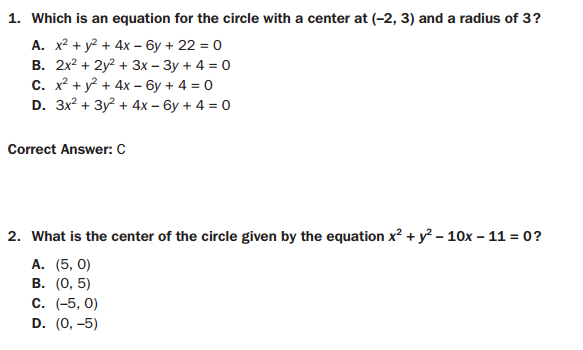 1. Which is an equation for the circle with a center at (–2, 3) and a radius of 3?
A. x² + y² + 4x – 6y + 22 = 0
B. 2x² + 2y² + 3x – 3y + 4 = 0
C. x² + y² + 4x – 6y + 4 = 0
D. 3x² + 3y² + 4x – 6y + 4 = 0
Correct Answer: C
2. What is the center of the circle given by the equation x² + y² – 10x – 11 = 0?
A. (5, 0)
B. (0, 5)
C. (–5, 0)
D. (0, –5)